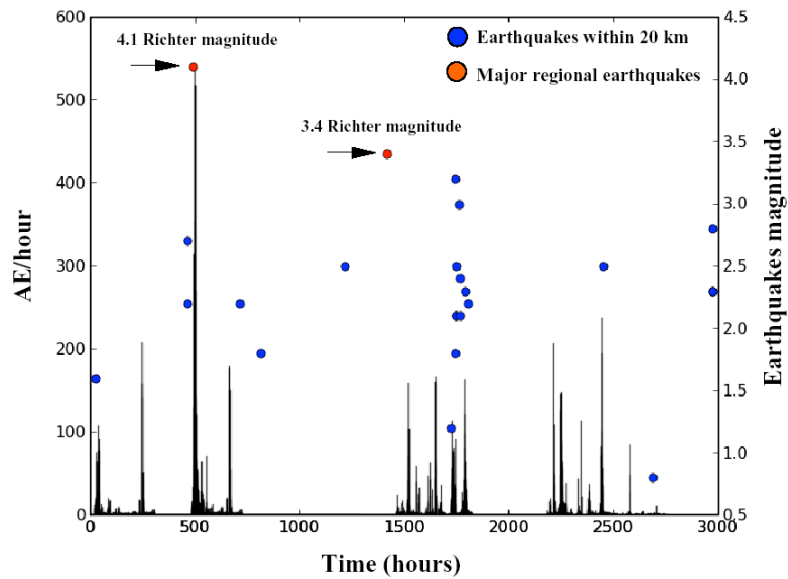 600
500
400
300
200
100
0
AE/hour
4.1 Richter magnitude
3.4 Richter magnitude
Earthquakes within 20 km
Major regional earthquakes
4.5
4.0
3.5
3.0
2.5
2.0
1.5
1.0
0.5
Earthquakes magnitude
0 500 1000 1500 2000 2500 3000
Time (hours)